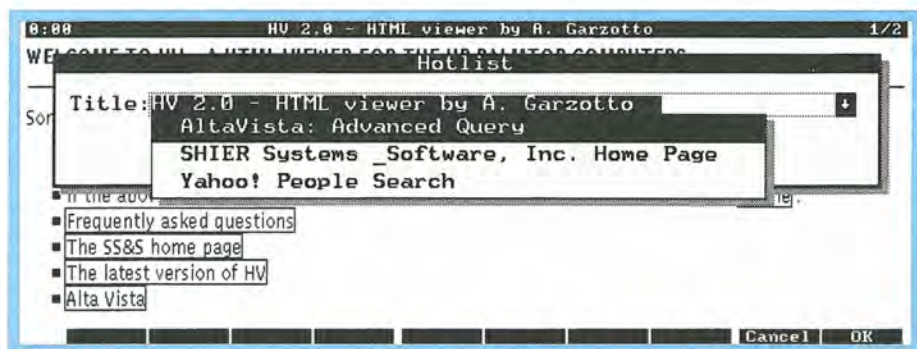 0:00 HV 2.0 - HTML viewer by A. Garzotto 1/2
Hotlist
Title: HV 2.0 - HTML viewer by A. Garzotto
Sor
AltaVista: Advanced Query
SHIER Systems _Software, Inc. Home Page
Yahoo! People Search
Frequently asked questions
The SS&S home page
The latest version of HV
Alta Vista
Cancel OK